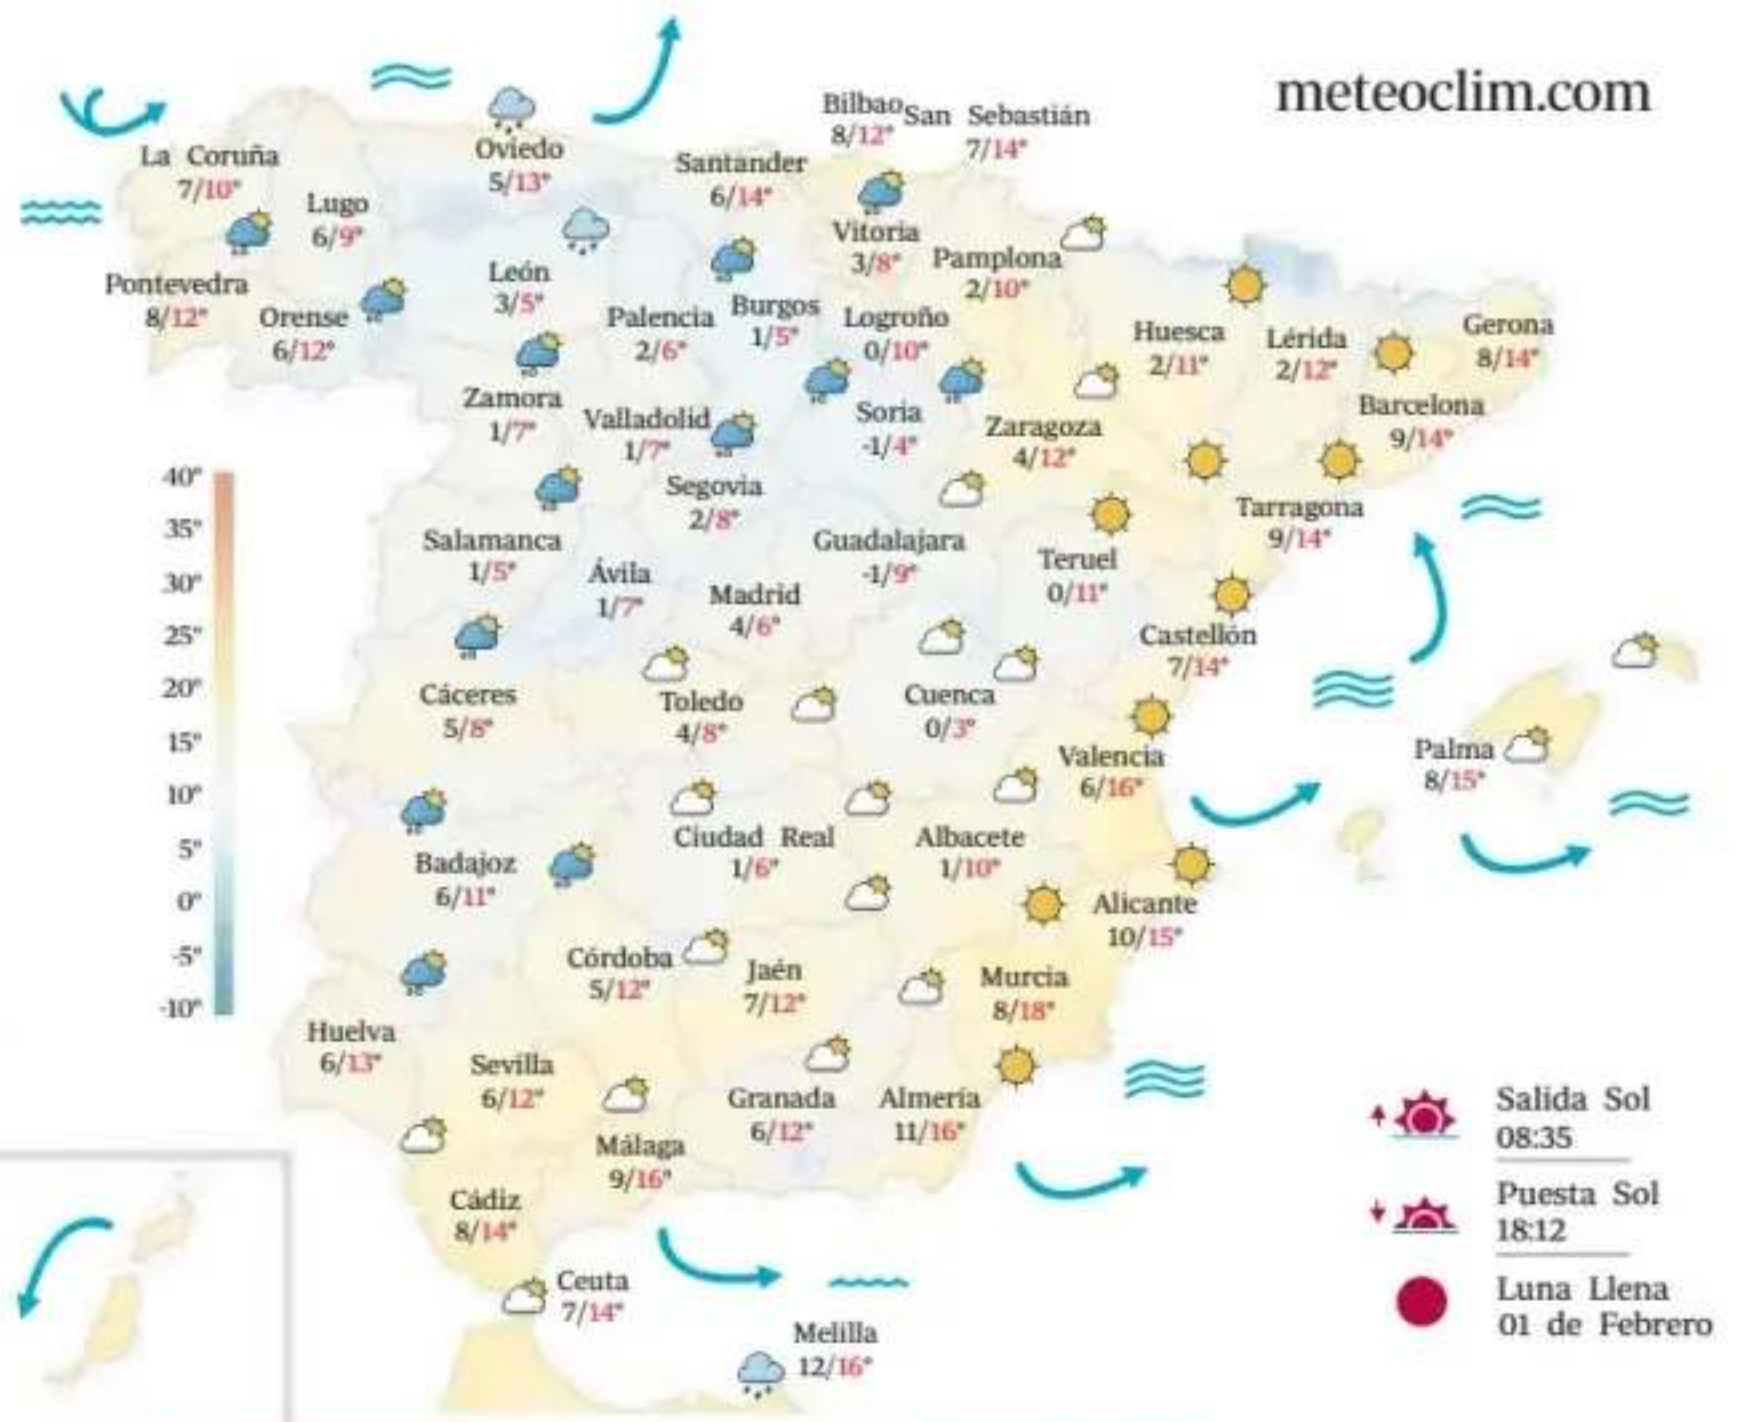 meteoclim.com
Bilbao
8/12°
San Sebastián
7/14°
La Coruña
7/10°
Oviedo
5/13°
Santander
6/14°
Lugo
6/9°
Vitoria
3/8°
Pamplona
2/10°
Pontevedra
8/12°
Orense
6/12°
León
3/5°
Palencia
2/6°
Burgos
1/5°
Logroño
0/10°
Huesca
2/11°
Lérida
2/12°
Gerona
8/14°
Zamora
1/7°
Valladolid
1/7°
Soria
-1/4°
Zaragoza
4/12°
Barcelona
9/14°
Segovia
2/8°
Tarragona
9/14°
Salamanca
1/5°
Ávila
1/7°
Madrid
4/6°
Guadalajara
-1/9°
Teruel
0/11°
Castellón
7/14°
Cáceres
5/8°
Toledo
4/8°
Cuenca
0/3°
Valencia
6/16°
Palma
8/15°
Badajoz
6/11°
Ciudad Real
1/6°
Albacete
1/10°
Alicante
10/15°
Córdoba
5/12°
Jaén
7/12°
Murcia
8/18°
Huelva
6/13°
Sevilla
6/12°
Granada
6/12°
Almería
11/16°
Málaga
9/16°
Cádiz
8/14°
Ceuta
7/14°
Melilla
12/16°
40°
35°
30°
25°
20°
15°
10°
5°
0°
-5°
-10°
Salida Sol
08:35
Puesta Sol
18:12
Luna Llena
01 de Febrero